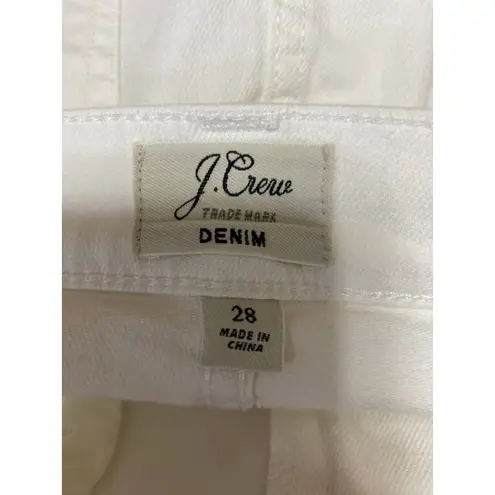 J.Crew
TRADE MARK
DENIM
28
MADE IN
CHINA